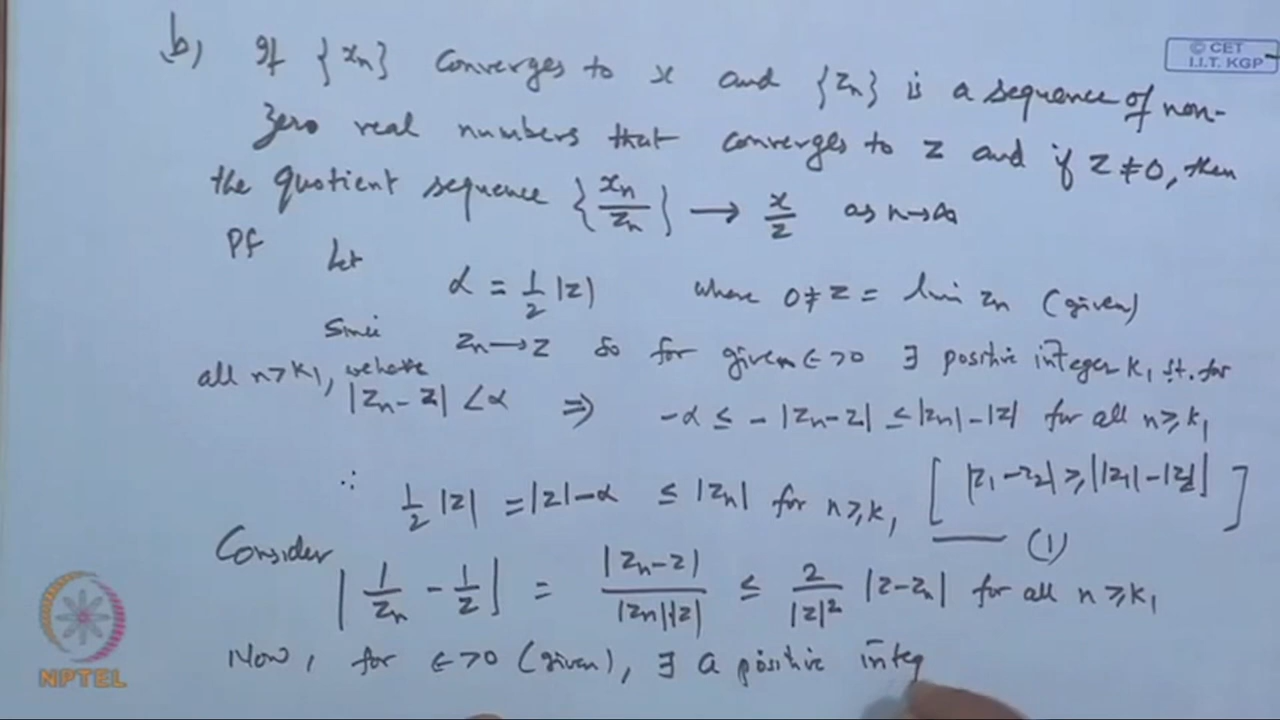 © CET
I.I.T. KGP
b, If {xn} converges to x and {zn} is a sequence of non-
zero real numbers that converges to z and if z ≠ 0, then
the quotient sequence {xn/zn} → x/z as n→∞
Pf Let
α = 1/2 |z| where 0 ≠ z = lim zn (given)
Since zn → z so for given ϵ>0 ∃ positive integer K1 s.t. for
all n>K1, we have
|zn - z| < α ⇒ -α ≤ -|zn-z| ≤ |zn|-|z| for all n≥K1
∴ 1/2 |z| = |z|-α ≤ |zn| for n≥K1 [ |z1-z2| ≥ ||z1|-|z2|| ]
—— (1)
Consider
|1/zn - 1/z| = |zn-z| / |zn||z| ≤ 2/|z|² |z-zn| for all n≥K1
Now, for ϵ>0 (given), ∃ a positive integ
NPTEL